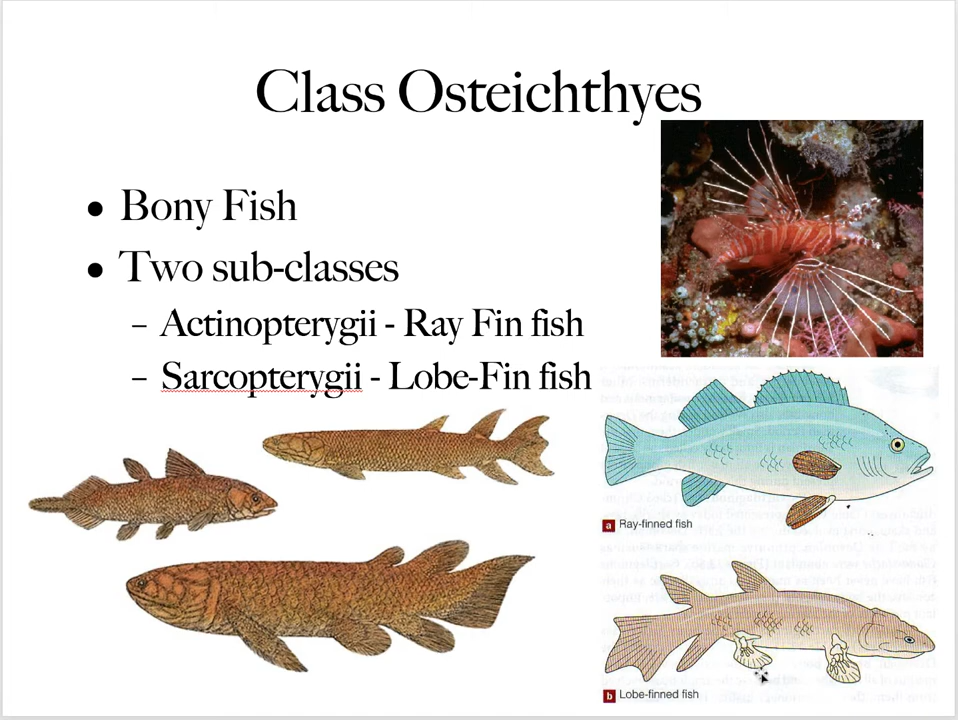 Class Osteichthyes
• Bony Fish
• Two sub-classes
– Actinopterygii - Ray Fin fish
– Sarcopterygii - Lobe-Fin fish
a Ray-finned fish
b Lobe-finned fish